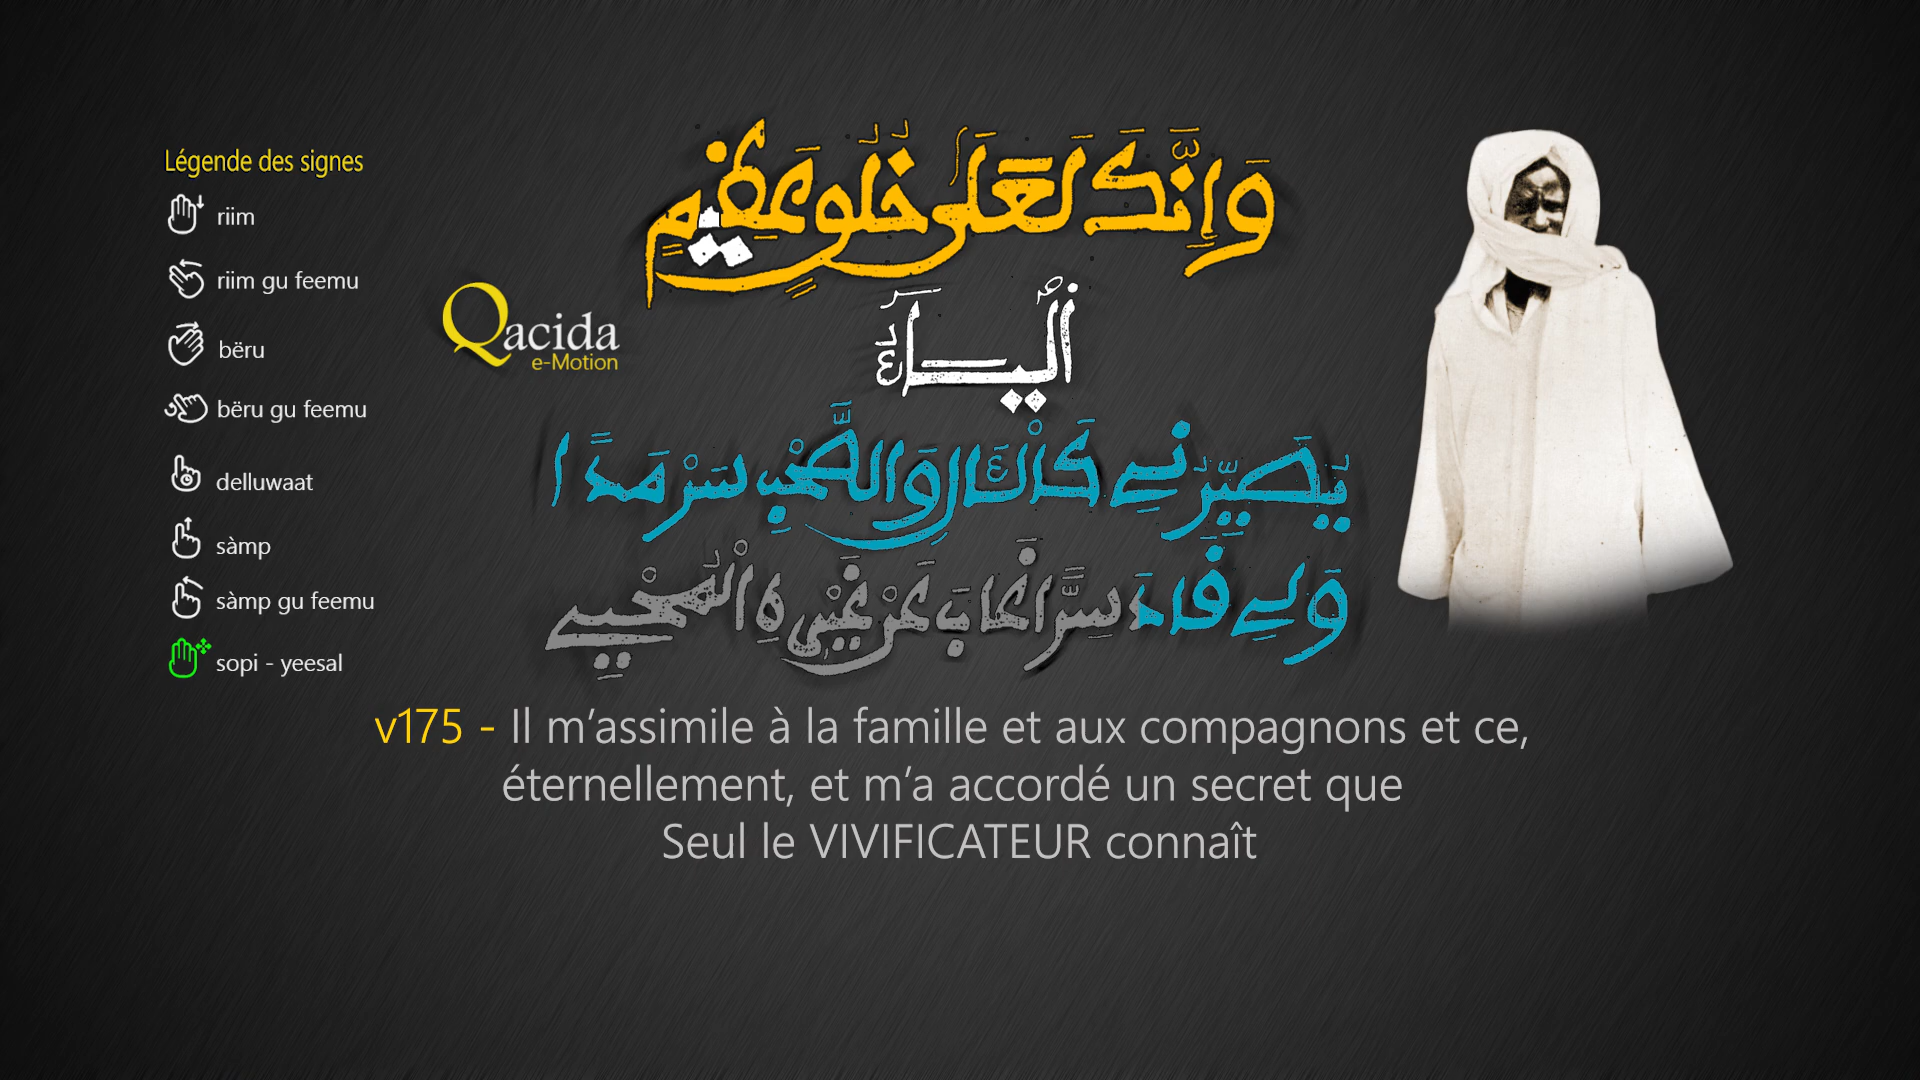 وَإِنَّكَ لَعَلَىٰ خُلُقٍ عَظِيمٍ
Légende des signes
riim
riim gu feemu
bëru
bëru gu feemu
delluwaat
sàmp
sàmp gu feemu
sopi - yeesal
Qacida
e-Motion
اَلْيَاءُ
يُصَيِّرُنِي كَالْآلِ وَالصَّحْبِ سَرْمَدًا
وَلِي قَادَ سِرًّا غَابَ عَنْ غَيْرِهِ الْمُحْيِي
v175 - Il m’assimile à la famille et aux compagnons et ce,
éternellement, et m’a accordé un secret que
Seul le VIVIFICATEUR connaît